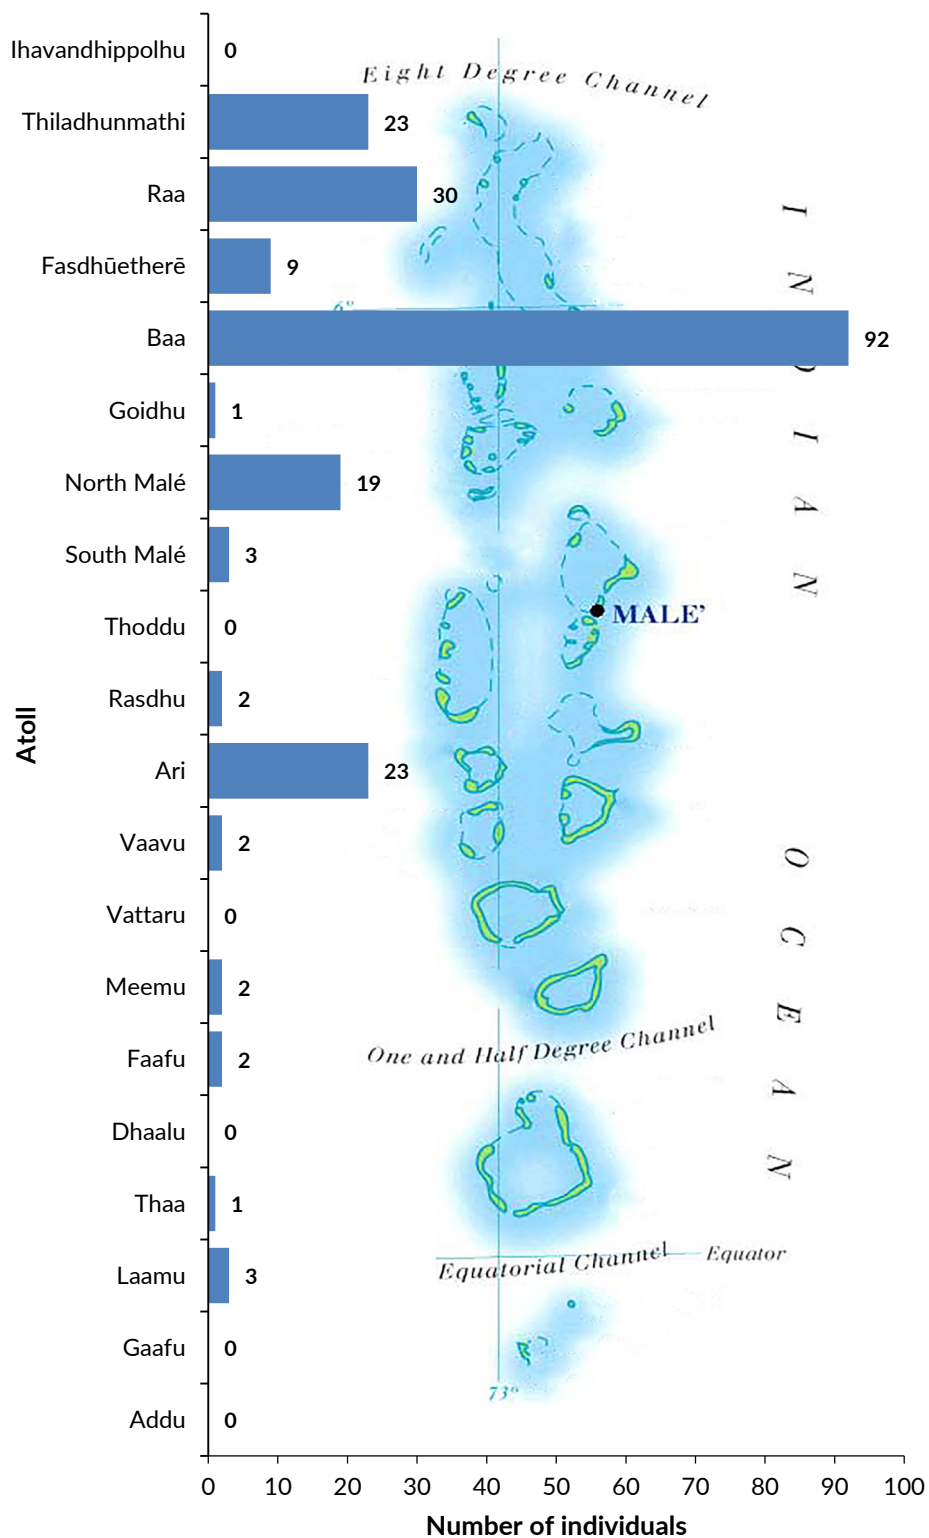 Ihavandhippolhu 0
Eight Degree Channel
Thiladhunmathi 23
Raa 30
Fasdhūetherē 9
6°
Baa 92
Goidhu 1
North Malé 19
South Malé 3
MALE’
Thoddu 0
Rasdhu 2
Ari 23
Vaavu 2
Vattaru 0
Meemu 2
One and Half Degree Channel
Faafu 2
Dhaalu 0
Thaa 1
Equator
Equatorial Channel
Laamu 3
Gaafu 0
73°
Addu 0
INDIAN OCEAN
Atoll
0 10 20 30 40 50 60 70 80 90 100
Number of individuals